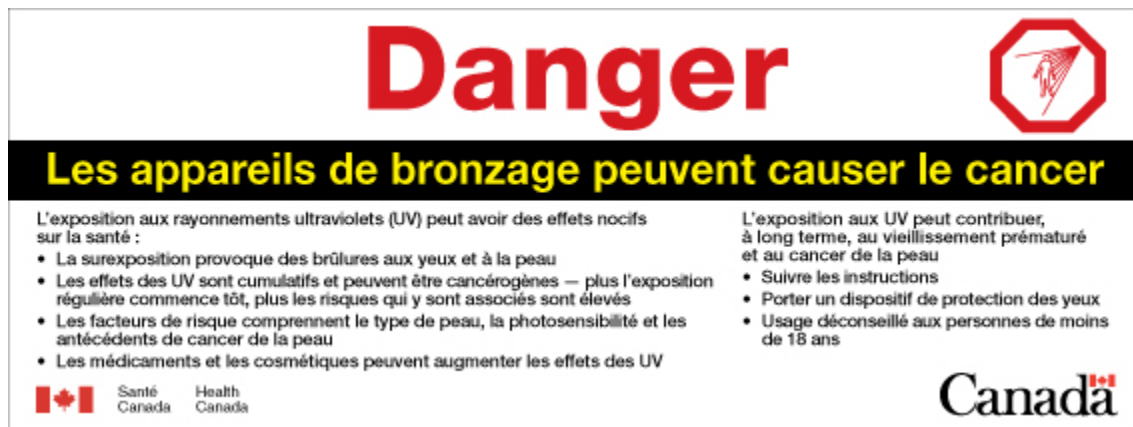 Danger
Les appareils de bronzage peuvent causer le cancer
L’exposition aux rayonnements ultraviolets (UV) peut avoir des effets nocifs
sur la santé :
• La surexposition provoque des brûlures aux yeux et à la peau
• Les effets des UV sont cumulatifs et peuvent être cancérogènes — plus l’exposition
régulière commence tôt, plus les risques qui y sont associés sont élevés
• Les facteurs de risque comprennent le type de peau, la photosensibilité et les
antécédents de cancer de la peau
• Les médicaments et les cosmétiques peuvent augmenter les effets des UV
L’exposition aux UV peut contribuer,
à long terme, au vieillissement prématuré
et au cancer de la peau
• Suivre les instructions
• Porter un dispositif de protection des yeux
• Usage déconseillé aux personnes de moins
de 18 ans
Santé Canada
Health Canada
Canada